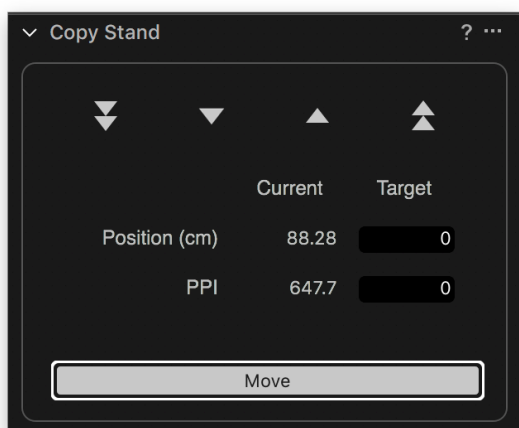 Copy Stand ? ...
Current Target
Position (cm) 88.28 0
PPI 647.7 0
Move